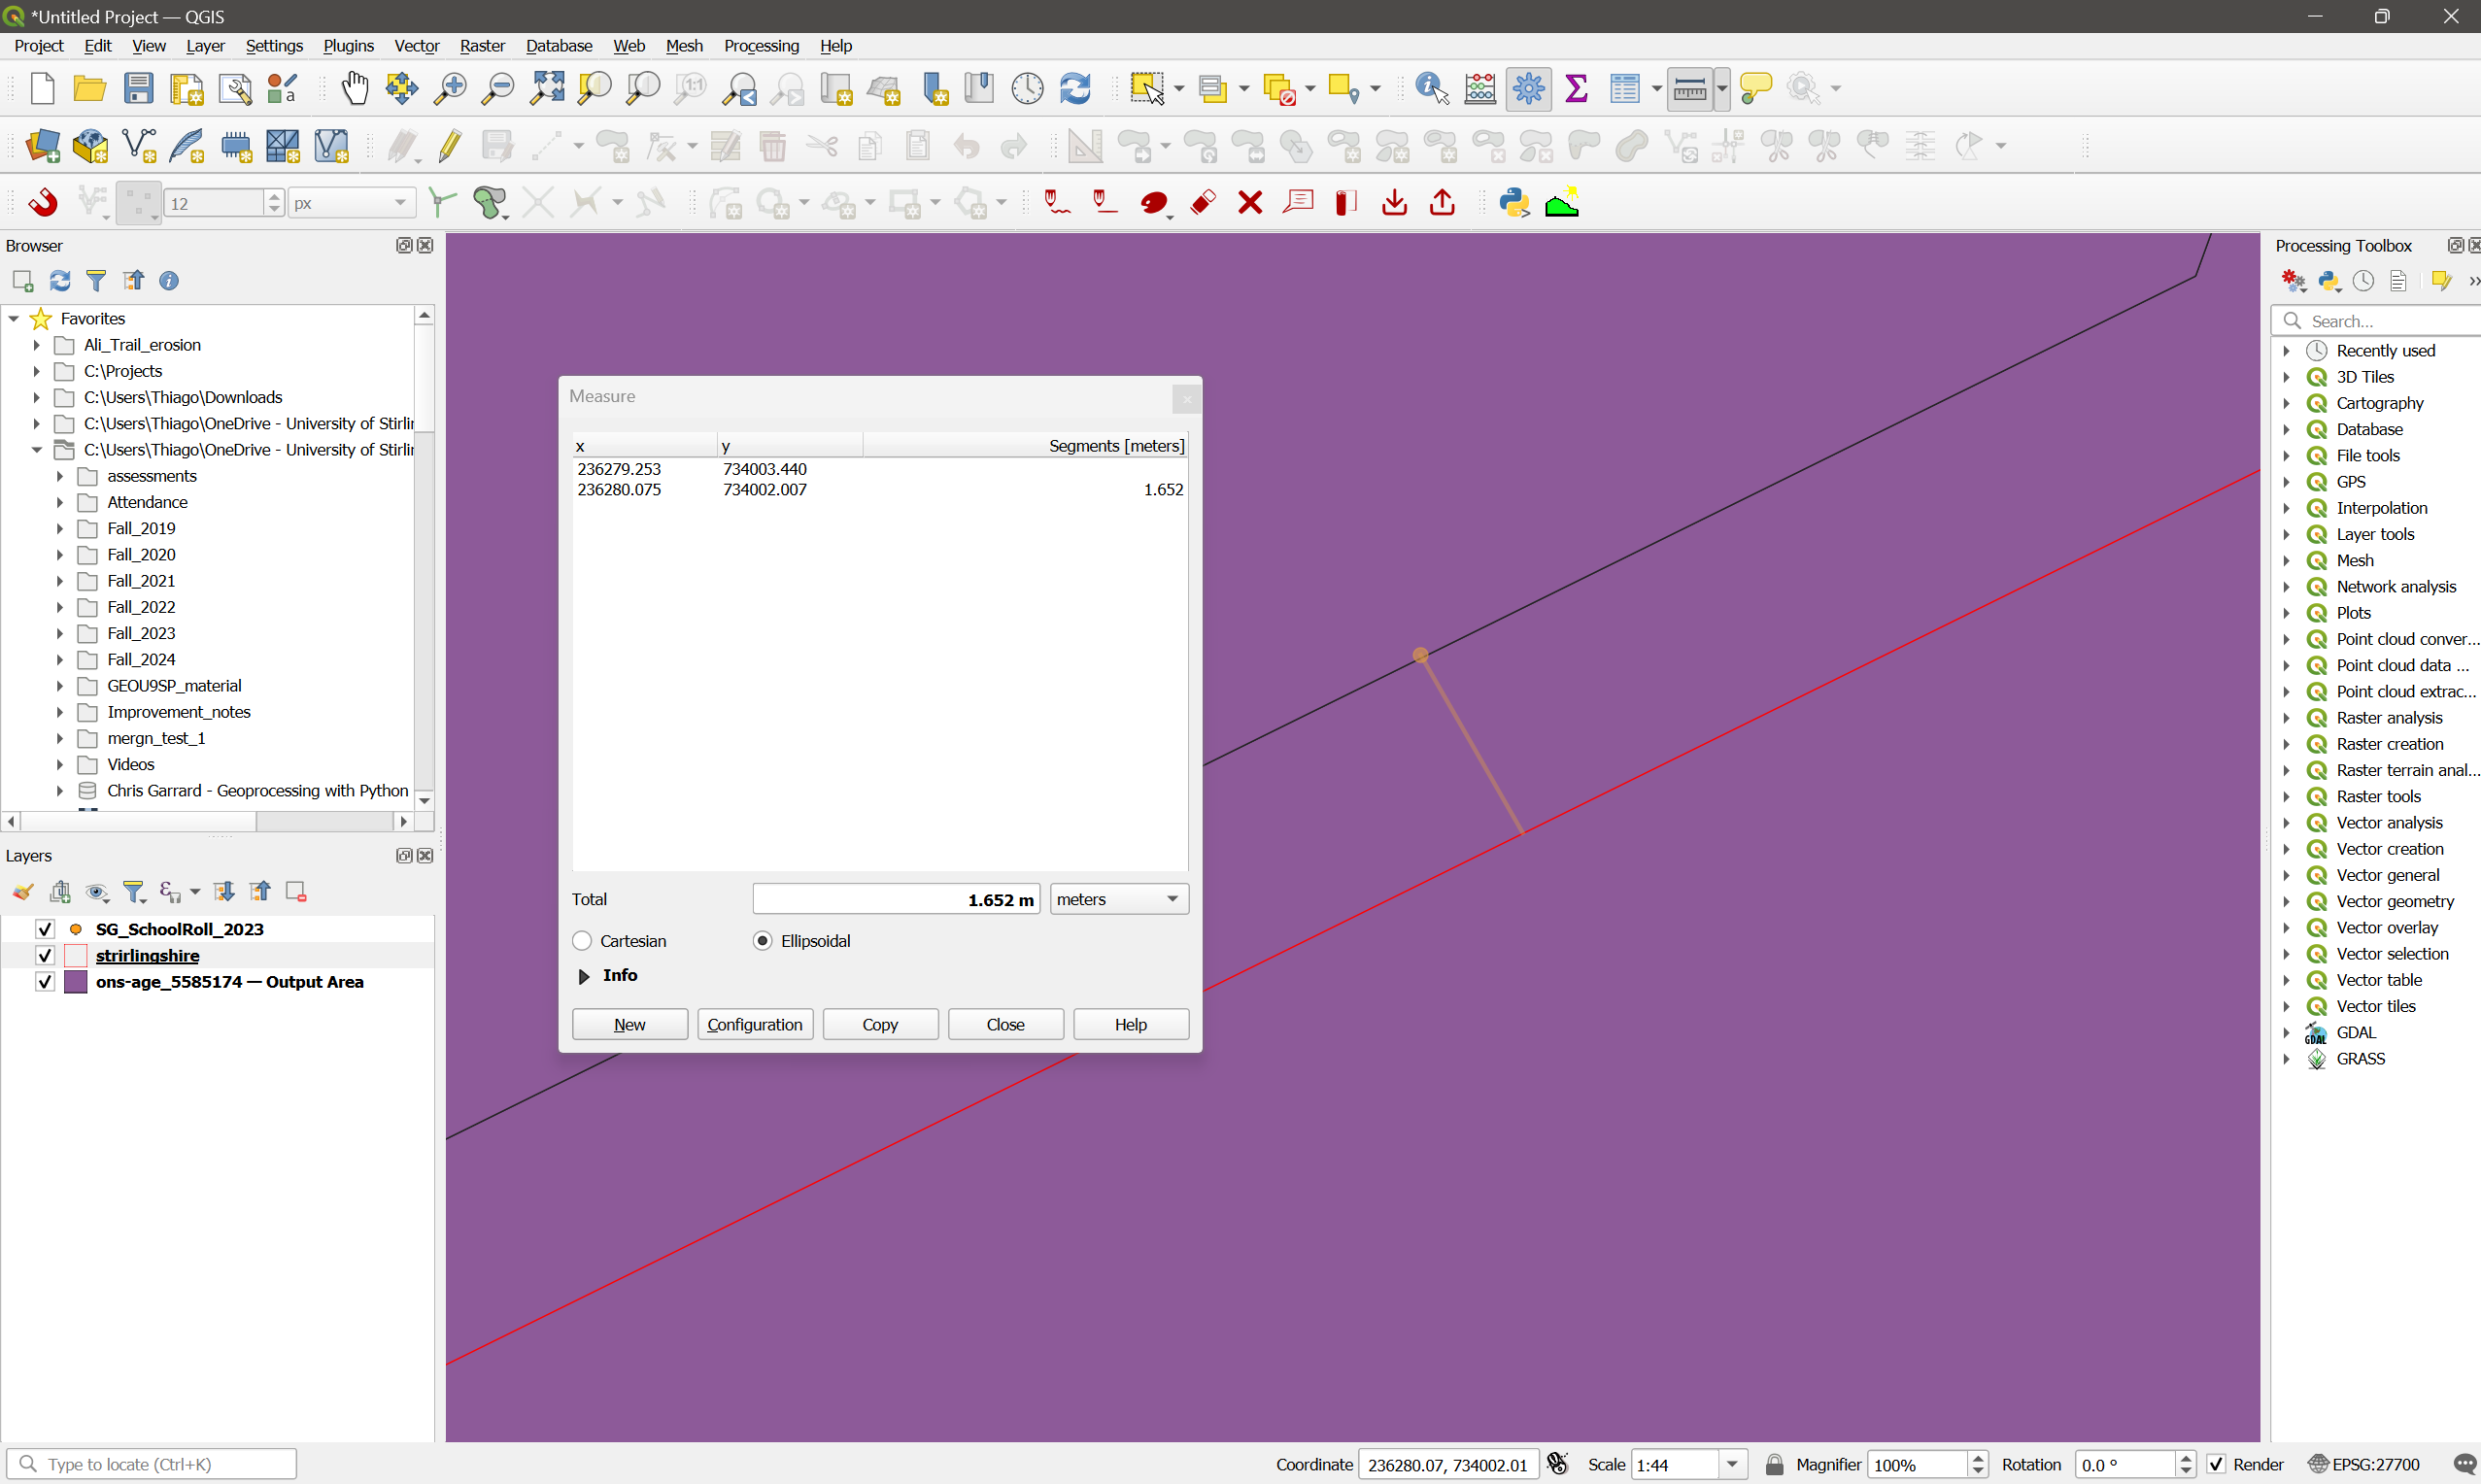 *Untitled Project — QGIS
Project Edit View Layer Settings Plugins Vector Raster Database Web Mesh Processing Help
12 px
Browser
Favorites
Ali_Trail_erosion
C:\Projects
C:\Users\Thiago\Downloads
C:\Users\Thiago\OneDrive - University of Stirlir
C:\Users\Thiago\OneDrive - University of Stirlir
assessments
Attendance
Fall_2019
Fall_2020
Fall_2021
Fall_2022
Fall_2023
Fall_2024
GEOU9SP_material
Improvement_notes
mergn_test_1
Videos
Chris Garrard - Geoprocessing with Python
Layers
SG_SchoolRoll_2023
strirlingshire
ons-age_5585174 — Output Area
Measure
x y Segments [meters]
236279.253 734003.440
236280.075 734002.007 1.652
Total 1.652 m meters
Cartesian Ellipsoidal
Info
New Configuration Copy Close Help
Processing Toolbox
Search...
Recently used
3D Tiles
Cartography
Database
File tools
GPS
Interpolation
Layer tools
Mesh
Network analysis
Plots
Point cloud conver...
Point cloud data ...
Point cloud extrac...
Raster analysis
Raster creation
Raster terrain anal...
Raster tools
Vector analysis
Vector creation
Vector general
Vector geometry
Vector overlay
Vector selection
Vector table
Vector tiles
GDAL
GRASS
Type to locate (Ctrl+K) Coordinate 236280.07, 734002.01 Scale 1:44 Magnifier 100% Rotation 0.0 ° Render EPSG:27700